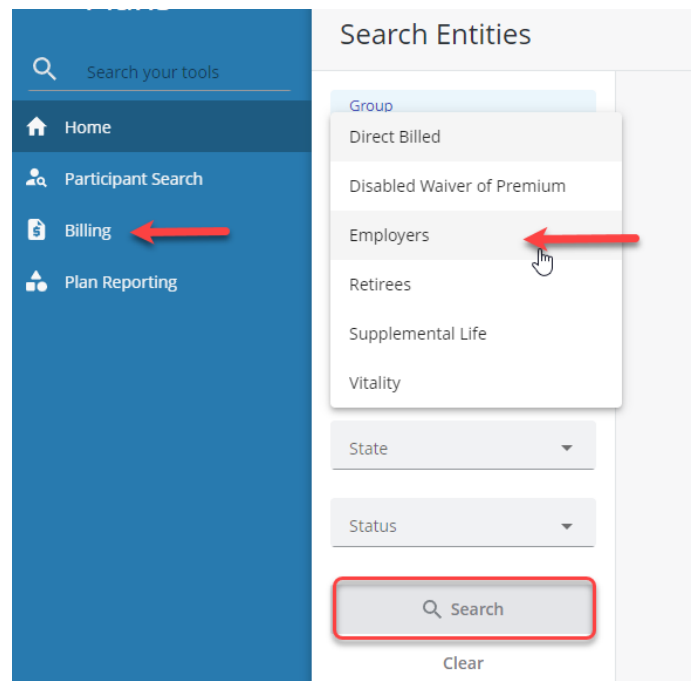 Search Entities
Search your tools
Home
Participant Search
Billing
Plan Reporting
Group
Direct Billed
Disabled Waiver of Premium
Employers
Retirees
Supplemental Life
Vitality
State
Status
Search
Clear